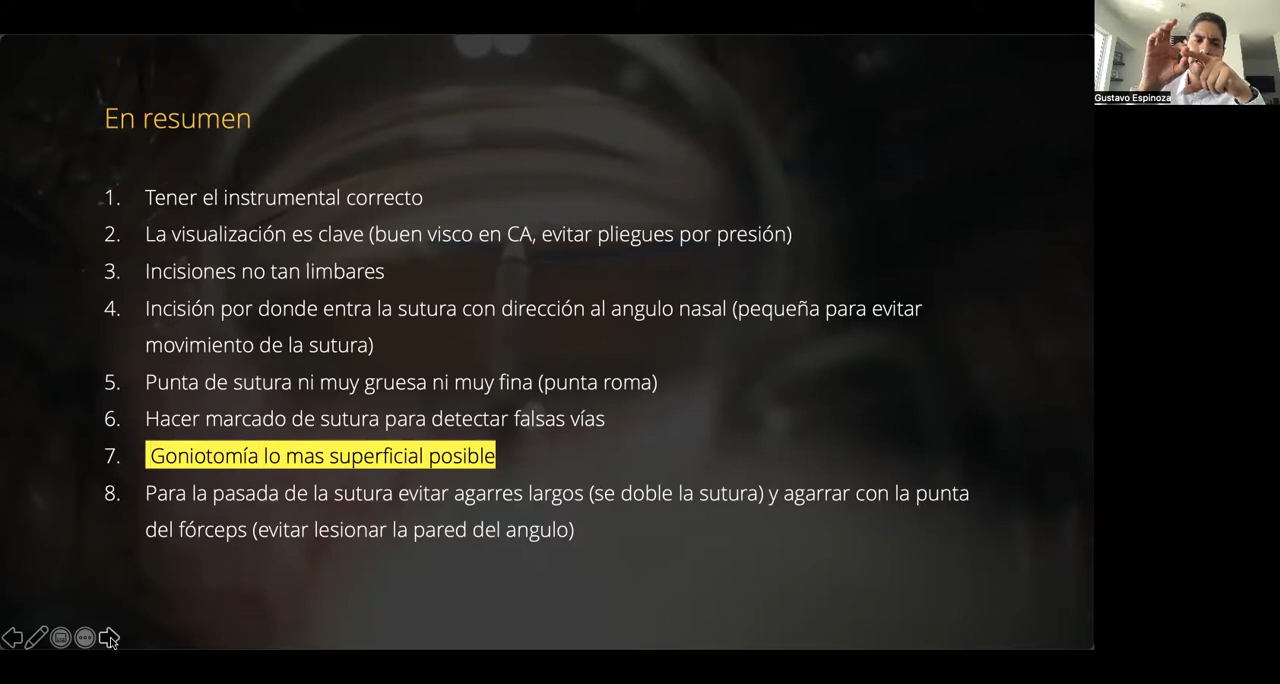 Gustavo Espinoza
En resumen
1. Tener el instrumental correcto
2. La visualización es clave (buen visco en CA, evitar pliegues por presión)
3. Incisiones no tan limbares
4. Incisión por donde entra la sutura con dirección al angulo nasal (pequeña para evitar
movimiento de la sutura)
5. Punta de sutura ni muy gruesa ni muy fina (punta roma)
6. Hacer marcado de sutura para detectar falsas vías
7. Goniotomía lo mas superficial posible
8. Para la pasada de la sutura evitar agarres largos (se doble la sutura) y agarrar con la punta
del fórceps (evitar lesionar la pared del angulo)